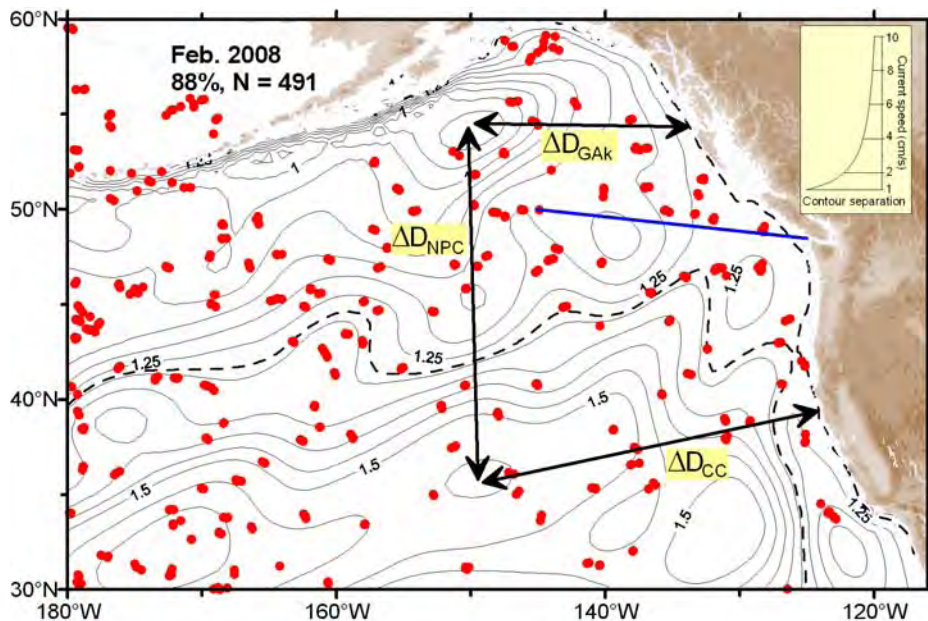 60°N
50°N
40°N
30°N
180°W
160°W
140°W
120°W
Feb. 2008
88%, N = 491
ΔD_GAk
ΔD_NPC
ΔD_CC
1
1.25
1
1.25
1.25
1.25
1.25
1.5
1.5
1.5
1.25
10
8
6
4
2
1
Current speed (cm/s)
Contour separation